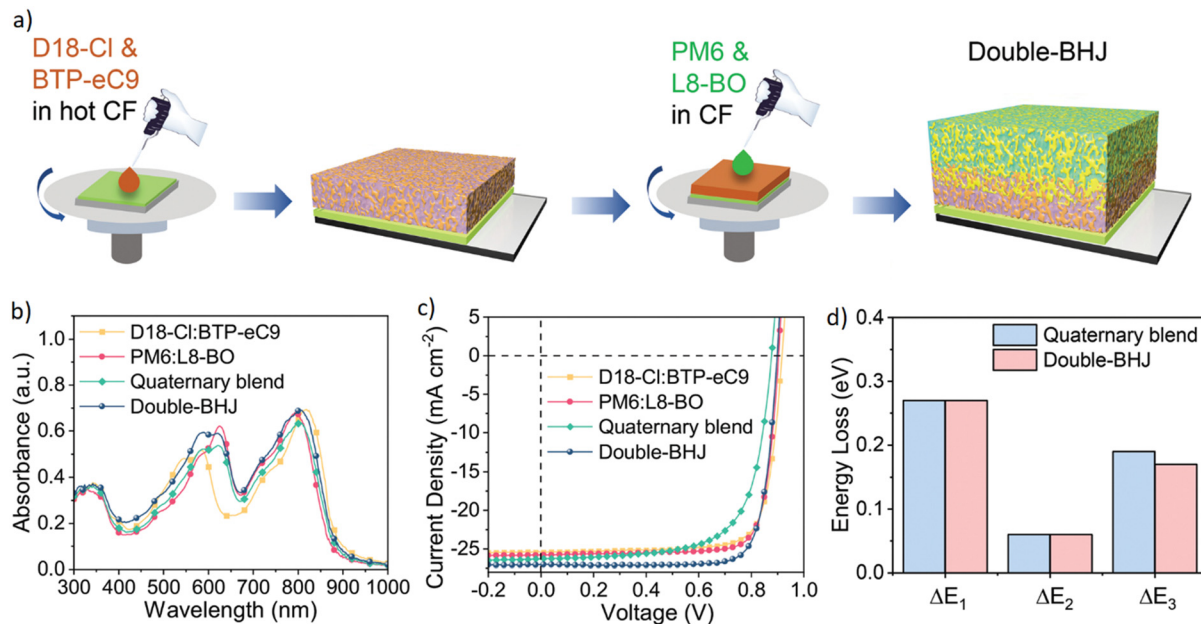 a)
D18-Cl &
BTP-eC9
in hot CF
PM6 &
L8-BO
in CF
Double-BHJ
b)
D18-Cl:BTP-eC9
PM6:L8-BO
Quaternary blend
Double-BHJ
Absorbance (a.u.)
1.0
0.8
0.6
0.4
0.2
0.0
300 400 500 600 700 800 900 1000
Wavelength (nm)
c)
D18-Cl:BTP-eC9
PM6:L8-BO
Quaternary blend
Double-BHJ
Current Density (mA cm⁻²)
5
0
-5
-10
-15
-20
-25
-0.2 0.0 0.2 0.4 0.6 0.8 1.0
Voltage (V)
d)
Quaternary blend
Double-BHJ
Energy Loss (eV)
0.4
0.3
0.2
0.1
0.0
ΔE₁ ΔE₂ ΔE₃